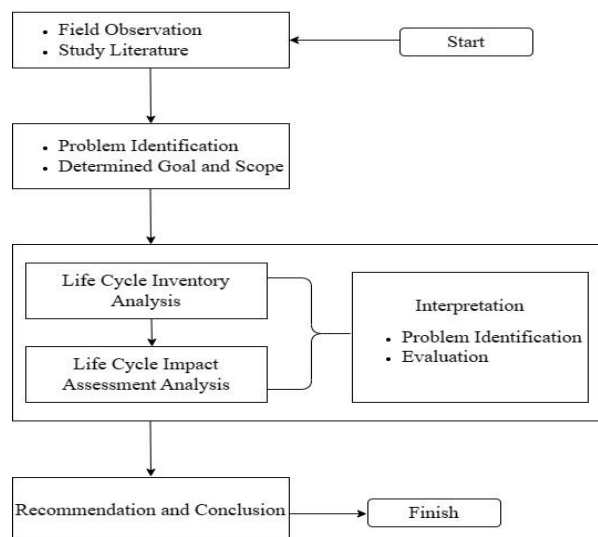 • Field Observation
• Study Literature
Start
• Problem Identification
• Determined Goal and Scope
Life Cycle Inventory
Analysis
Life Cycle Impact
Assessment Analysis
Interpretation
• Problem Identification
• Evaluation
Recommendation and Conclusion
Finish